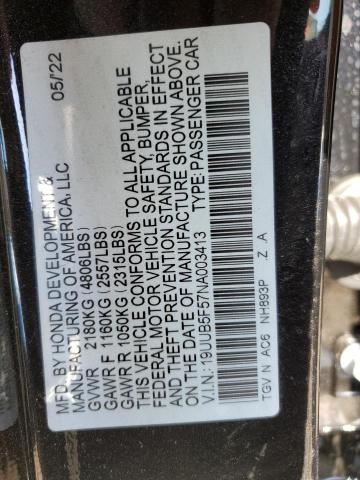 MFD. BY HONDA DEVELOPMENT & 05/22
MANUFACTURING OF AMERICA, LLC
GVWR 2180KG (4806LBS)
GAWR F 1160KG (2557LBS)
GAWR R 1050KG (2315LBS)
THIS VEHICLE CONFORMS TO ALL APPLICABLE
FEDERAL MOTOR VEHICLE SAFETY, BUMPER,
AND THEFT PREVENTION STANDARDS IN EFFECT
ON THE DATE OF MANUFACTURE SHOWN ABOVE.
V.I.N.: 19UUB5F57NA003413 TYPE: PASSENGER CAR
TGV N AC6 NH893P Z A